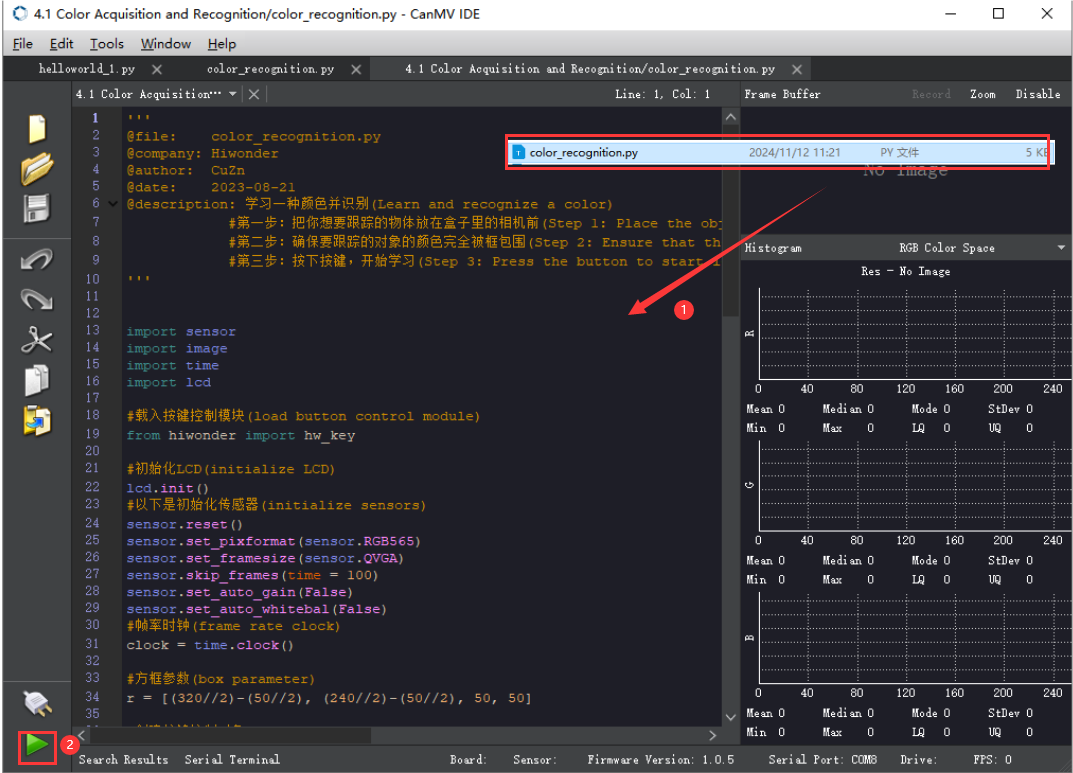 4.1 Color Acquisition and Recognition/color_recognition.py - CanMV IDE
File Edit Tools Window Help
helloworld_1.py color_recognition.py 4.1 Color Acquisition and Recognition/color_recognition.py
4.1 Color Acquisition⋯ Line: 1, Col: 1 Frame Buffer Record Zoom Disable
1 '''
2 @file: color_recognition.py
3 @company: Hiwonder
4 @author: CuZn
5 @date: 2023-08-21
6 @description: 学习一种颜色并识别(Learn and recognize a color)
7 #第一步: 把你想要跟踪的物体放在盒子里的相机前(Step 1: Place the obj
8 #第二步: 确保要跟踪的对象的颜色完全被框包围(Step 2: Ensure that th
9 #第三步: 按下按键，开始学习(Step 3: Press the button to start l
10 '''
11
12
13 import sensor
14 import image
15 import time
16 import lcd
17
18 #载入按键控制模块(load button control module)
19 from hiwonder import hw_key
20
21 #初始化LCD(initialize LCD)
22 lcd.init()
23 #以下是初始化传感器(initialize sensors)
24 sensor.reset()
25 sensor.set_pixformat(sensor.RGB565)
26 sensor.set_framesize(sensor.QVGA)
27 sensor.skip_frames(time = 100)
28 sensor.set_auto_gain(False)
29 sensor.set_auto_whitebal(False)
30 #帧率时钟(frame rate clock)
31 clock = time.clock()
32
33 #方框参数(box parameter)
34 r = [(320//2)-(50//2), (240//2)-(50//2), 50, 50]
35
color_recognition.py 2024/11/12 11:21 PY 文件 5 KB
No Image
1
Histogram RGB Color Space
Res - No Image
R
0 40 80 120 160 200 240
Mean 0 Median 0 Mode 0 StDev 0
Min 0 Max 0 LQ 0 UQ 0
G
0 40 80 120 160 200 240
Mean 0 Median 0 Mode 0 StDev 0
Min 0 Max 0 LQ 0 UQ 0
B
0 40 80 120 160 200 240
Mean 0 Median 0 Mode 0 StDev 0
Min 0 Max 0 LQ 0 UQ 0
2
Search Results Serial Terminal Board: Sensor: Firmware Version: 1.0.5 Serial Port: COM8 Drive: FPS: 0